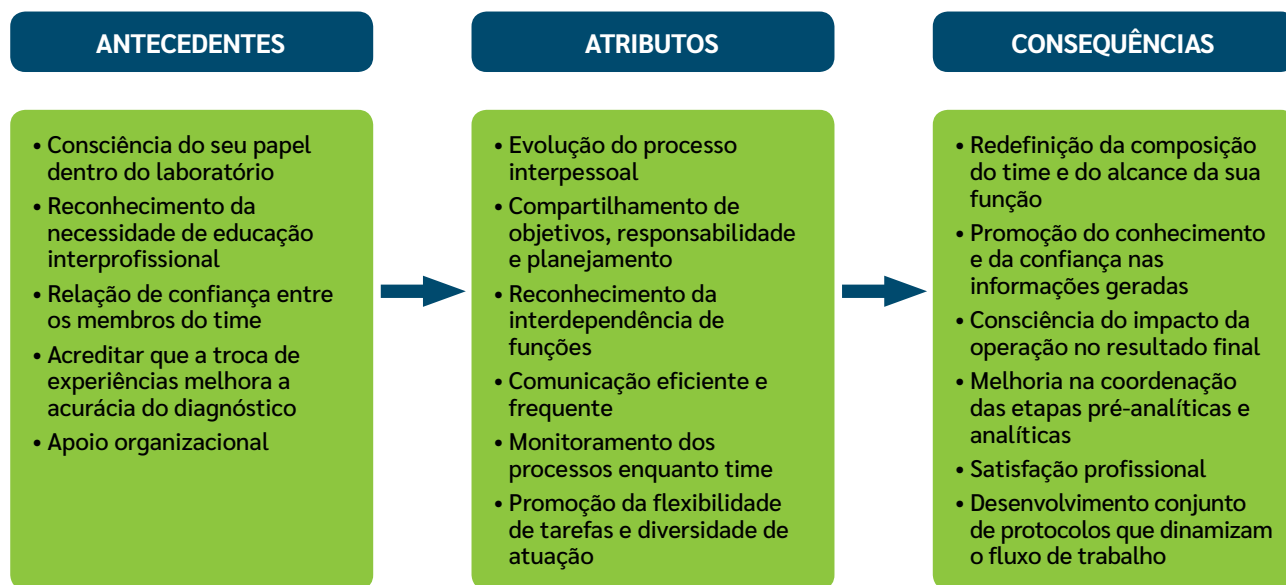 ANTECEDENTES
• Consciência do seu papel
dentro do laboratório
• Reconhecimento da
necessidade de educação
interprofissional
• Relação de confiança entre
os membros do time
• Acreditar que a troca de
experiências melhora a
acurácia do diagnóstico
• Apoio organizacional
ATRIBUTOS
• Evolução do processo
interpessoal
• Compartilhamento de
objetivos, responsabilidade
e planejamento
• Reconhecimento da
interdependência de
funções
• Comunicação eficiente e
frequente
• Monitoramento dos
processos enquanto time
• Promoção da flexibilidade
de tarefas e diversidade de
atuação
CONSEQUÊNCIAS
• Redefinição da composição
do time e do alcance da sua
função
• Promoção do conhecimento
e da confiança nas
informações geradas
• Consciência do impacto da
operação no resultado final
• Melhoria na coordenação
das etapas pré-analíticas e
analíticas
• Satisfação profissional
• Desenvolvimento conjunto
de protocolos que dinamizam
o fluxo de trabalho